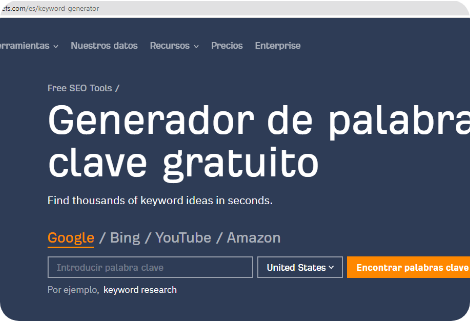 efs.com/es/keyword-generator
erramientas Nuestros datos Recursos Precios Enterprise
Free SEO Tools /
Generador de palabra
clave gratuito
Find thousands of keyword ideas in seconds.
Google / Bing / YouTube / Amazon
Introducir palabra clave United States Encontrar palabras clave
Por ejemplo, keyword research